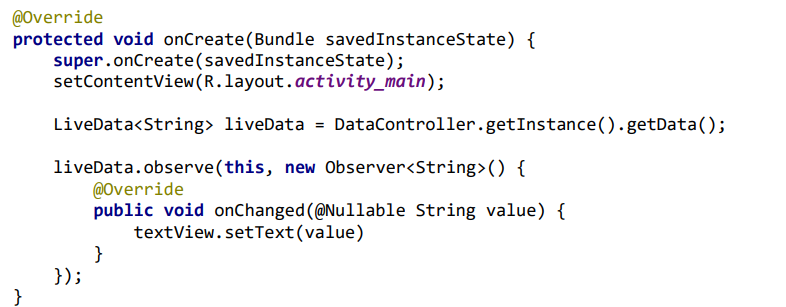 @Override
protected void onCreate(Bundle savedInstanceState) {
    super.onCreate(savedInstanceState);
    setContentView(R.layout.activity_main);

    LiveData<String> liveData = DataController.getInstance().getData();

    liveData.observe(this, new Observer<String>() {
        @Override
        public void onChanged(@Nullable String value) {
            textView.setText(value)
        }
    });
}